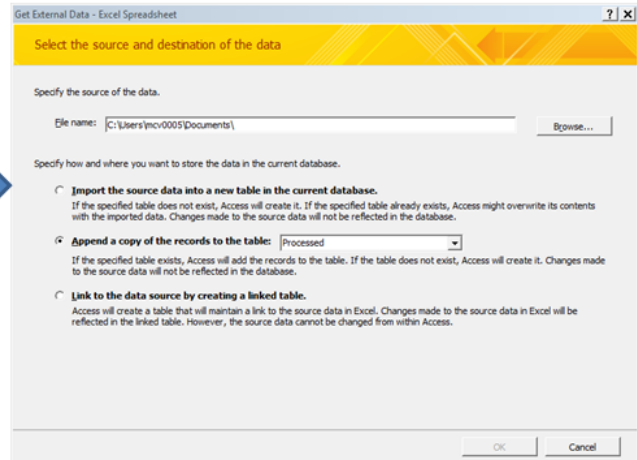 Get External Data - Excel Spreadsheet
Select the source and destination of the data
Specify the source of the data.
File name: C:\Users\mcv0005\Documents\ Browse...
Specify how and where you want to store the data in the current database.
Import the source data into a new table in the current database.
If the specified table does not exist, Access will create it. If the specified table already exists, Access might overwrite its contents
with the imported data. Changes made to the source data will not be reflected in the database.
Append a copy of the records to the table: Processed
If the specified table exists, Access will add the records to the table. If the table does not exist, Access will create it. Changes made
to the source data will not be reflected in the database.
Link to the data source by creating a linked table.
Access will create a table that will maintain a link to the source data in Excel. Changes made to the source data in Excel will be
reflected in the linked table. However, the source data cannot be changed from within Access.
OK Cancel